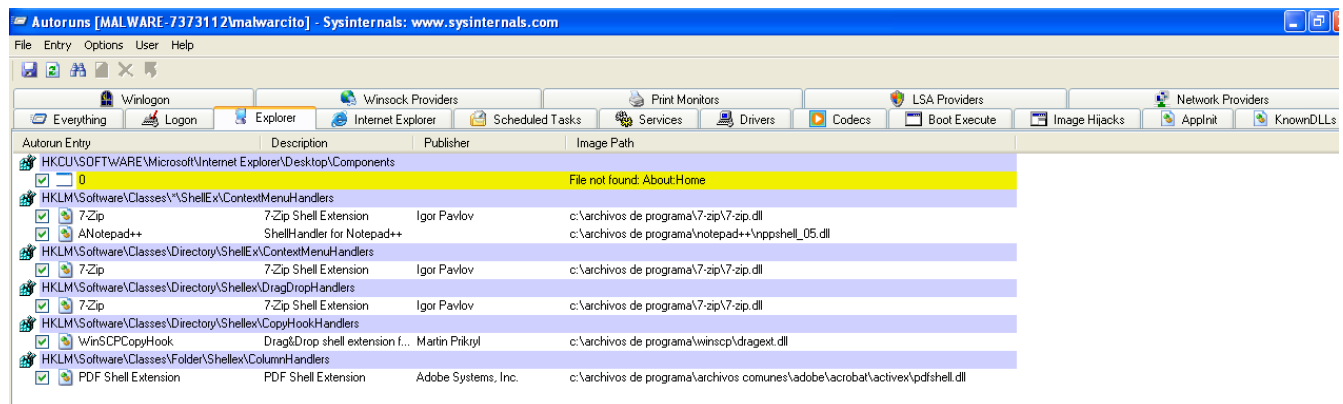 Autoruns [MALWARE-7373112\malwarcito] - Sysinternals: www.sysinternals.com
File Entry Options User Help
Winlogon Winsock Providers Print Monitors LSA Providers Network Providers
Everything Logon Explorer Internet Explorer Scheduled Tasks Services Drivers Codecs Boot Execute Image Hijacks AppInit KnownDLLs
Autorun Entry Description Publisher Image Path
HKCU\SOFTWARE\Microsoft\Internet Explorer\Desktop\Components
0 File not found: About:Home
HKLM\Software\Classes\*\ShellEx\ContextMenuHandlers
7-Zip 7-Zip Shell Extension Igor Pavlov c:\archivos de programa\7-zip\7-zip.dll
ANotepad++ ShellHandler for Notepad++ c:\archivos de programa\notepad++\nppshell_05.dll
HKLM\Software\Classes\Directory\ShellEx\ContextMenuHandlers
7-Zip 7-Zip Shell Extension Igor Pavlov c:\archivos de programa\7-zip\7-zip.dll
HKLM\Software\Classes\Directory\Shellex\DragDropHandlers
7-Zip 7-Zip Shell Extension Igor Pavlov c:\archivos de programa\7-zip\7-zip.dll
HKLM\Software\Classes\Directory\Shellex\CopyHookHandlers
WinSCPCopyHook Drag&Drop shell extension f... Martin Prikryl c:\archivos de programa\winscp\dragext.dll
HKLM\Software\Classes\Folder\Shellex\ColumnHandlers
PDF Shell Extension PDF Shell Extension Adobe Systems, Inc. c:\archivos de programa\archivos comunes\adobe\acrobat\activex\pdfshell.dll